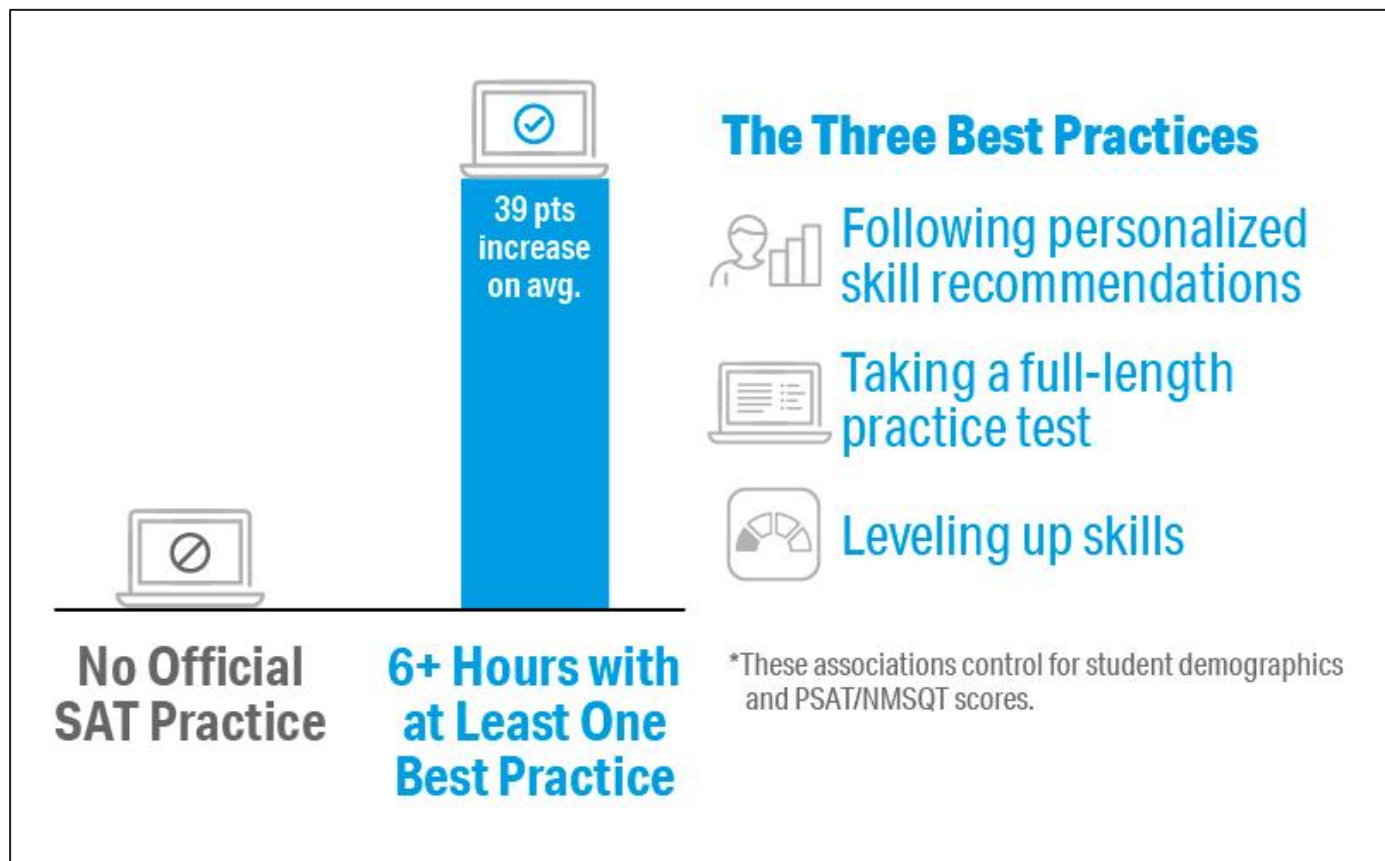 39 pts
increase
on avg.
No Official
SAT Practice
6+ Hours with
at Least One
Best Practice
The Three Best Practices
Following personalized
skill recommendations
Taking a full-length
practice test
Leveling up skills
*These associations control for student demographics
and PSAT/NMSQT scores.